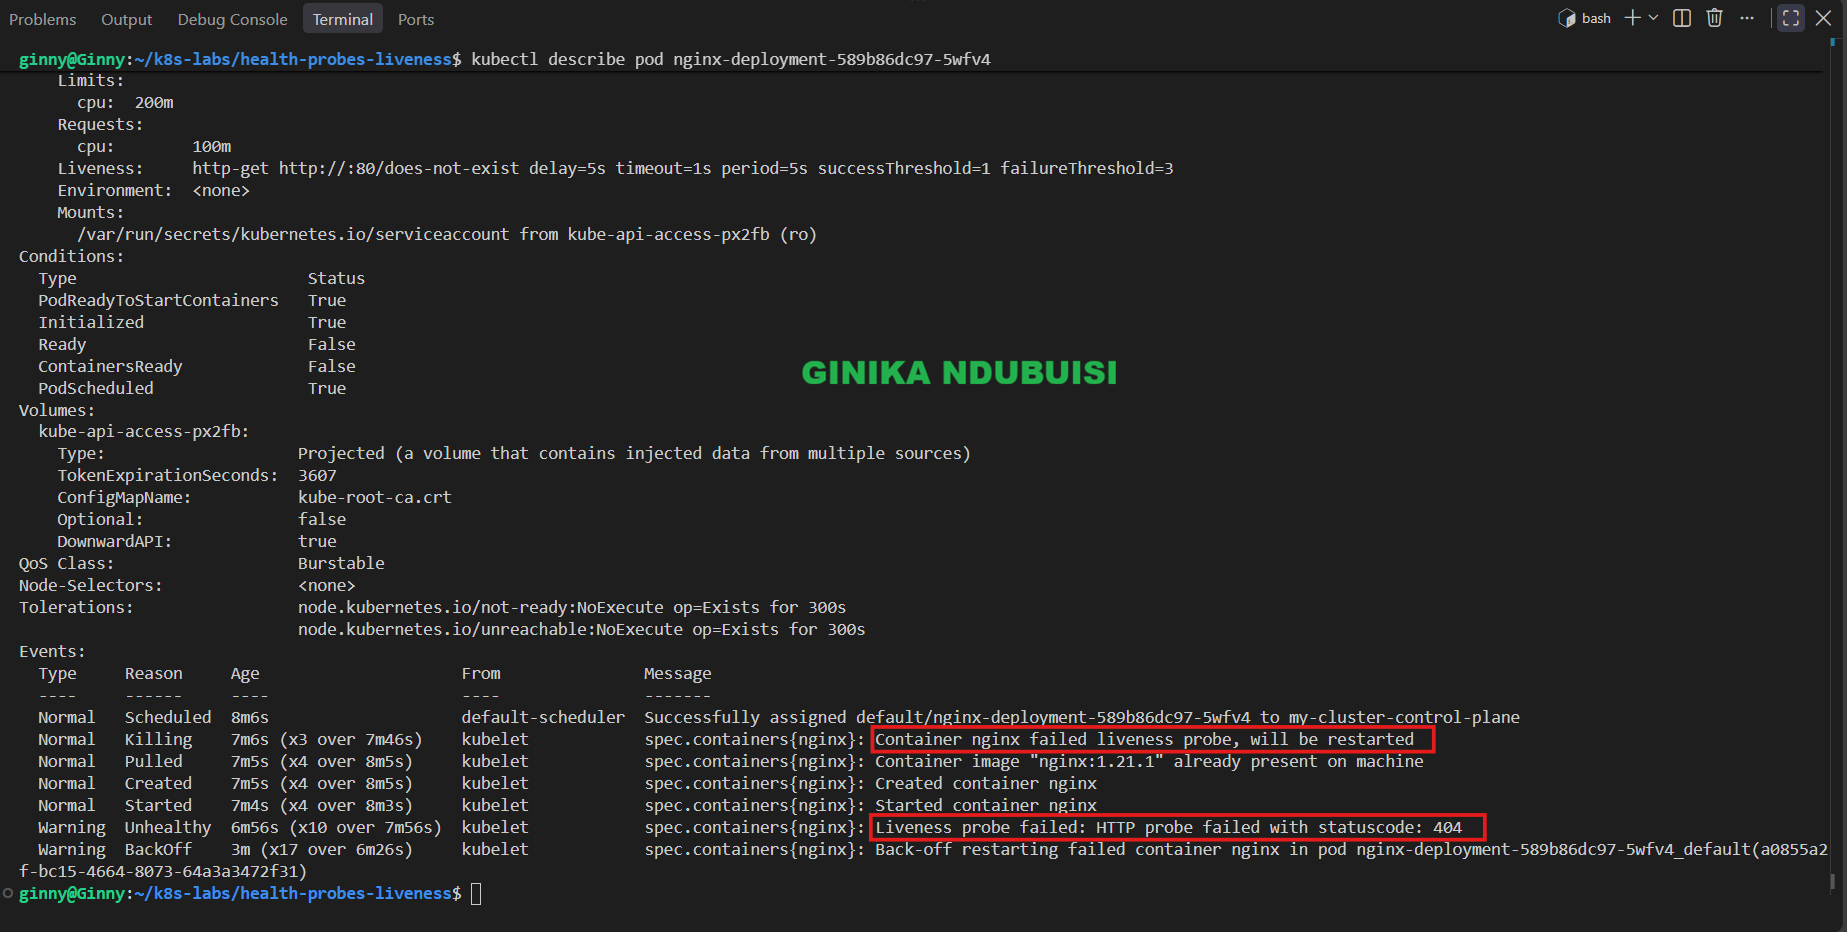 Problems Output Debug Console Terminal Ports bash
ginny@Ginny:~/k8s-labs/health-probes-liveness$ kubectl describe pod nginx-deployment-589b86dc97-5wfv4
Limits:
cpu: 200m
Requests:
cpu: 100m
Liveness: http-get http://:80/does-not-exist delay=5s timeout=1s period=5s successThreshold=1 failureThreshold=3
Environment: <none>
Mounts:
/var/run/secrets/kubernetes.io/serviceaccount from kube-api-access-px2fb (ro)
Conditions:
Type Status
PodReadyToStartContainers True
Initialized True
Ready False
ContainersReady False
GINIKA NDUBUISI
PodScheduled True
Volumes:
kube-api-access-px2fb:
Type: Projected (a volume that contains injected data from multiple sources)
TokenExpirationSeconds: 3607
ConfigMapName: kube-root-ca.crt
Optional: false
DownwardAPI: true
QoS Class: Burstable
Node-Selectors: <none>
Tolerations: node.kubernetes.io/not-ready:NoExecute op=Exists for 300s
node.kubernetes.io/unreachable:NoExecute op=Exists for 300s
Events:
Type Reason Age From Message
---- ------ ---- ---- -------
Normal Scheduled 8m6s default-scheduler Successfully assigned default/nginx-deployment-589b86dc97-5wfv4 to my-cluster-control-plane
Normal Killing 7m6s (x3 over 7m46s) kubelet spec.containers{nginx}: Container nginx failed liveness probe, will be restarted
Normal Pulled 7m5s (x4 over 8m5s) kubelet spec.containers{nginx}: Container image "nginx:1.21.1" already present on machine
Normal Created 7m5s (x4 over 8m5s) kubelet spec.containers{nginx}: Created container nginx
Normal Started 7m4s (x4 over 8m3s) kubelet spec.containers{nginx}: Started container nginx
Warning Unhealthy 6m56s (x10 over 7m56s) kubelet spec.containers{nginx}: Liveness probe failed: HTTP probe failed with statuscode: 404
Warning BackOff 3m (x17 over 6m26s) kubelet spec.containers{nginx}: Back-off restarting failed container nginx in pod nginx-deployment-589b86dc97-5wfv4_default(a0855a2
f-bc15-4664-8073-64a3a3472f31)
ginny@Ginny:~/k8s-labs/health-probes-liveness$